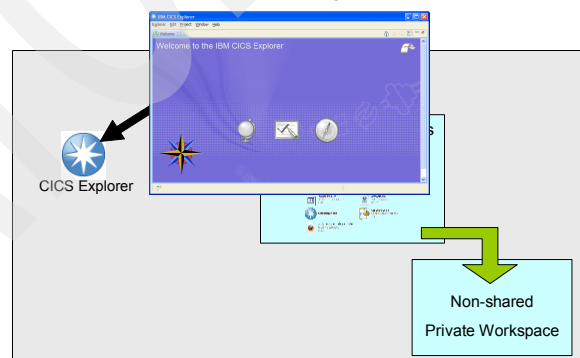 IBM CICS Explorer
Explorer Edit Project Window Help
Welcome
Welcome to the IBM CICS Explorer
CICS Explorer
Non-shared
Private Workspace